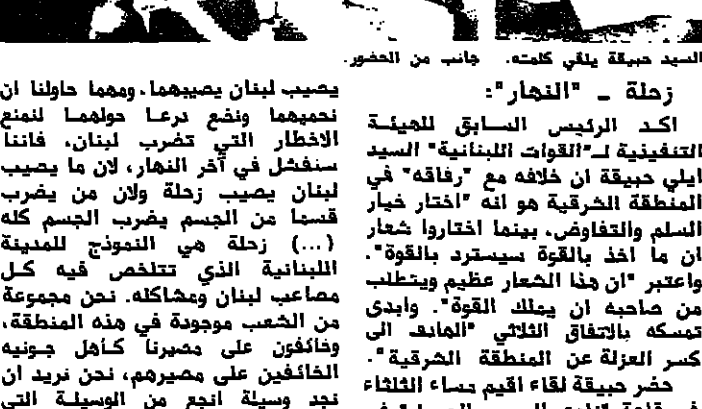 السيد حبيقة يلقي كلمته. جانب من الحضور.
زحلة ـ "النهار":
اكد الرئيس السابق للهيئة
التنفيذية لـ"القوات اللبنانية" السيد
ايلي حبيقة ان خلافه مع "رفاقه" في
المنطقة الشرقية هو انه "اختار خيار
السلم والتفاوض، بينما اختاروا شعار
ان ما اخذ بالقوة سيسترد بالقوة".
واعتبر "ان هذا الشعار عظيم ويتطلب
من صاحبه ان يملك القوة". وابدى
تمسكه بالاتفاق الثلاثي "الهادف الى
كسر العزلة عن المنطقة الشرقية".
حضر حبيقة لقاء اقيم مساء الثلثاء
يصيب لبنان يصيبهما. ومهما حاولنا ان
نحميهما ونضع درعا حولهما لنمنع
الاخطار التي تضرب لبنان، فاننا
سنفشل في آخر النهار، لان ما يصيب
لبنان يصيب زحلة ولان من يضرب
قسما من الجسم يضرب الجسم كله
(...) زحلة هي النموذج للمدينة
اللبنانية الذي تتلخص فيه كل
مصاعب لبنان ومشاكله. نحن مجموعة
من الشعب موجودة في هذه المنطقة،
وخائفون على مصيرنا كأهل جونيه
الخائفين على مصيرهم، نحن نريد ان
نجد وسيلة انجع من الوسيلة التي